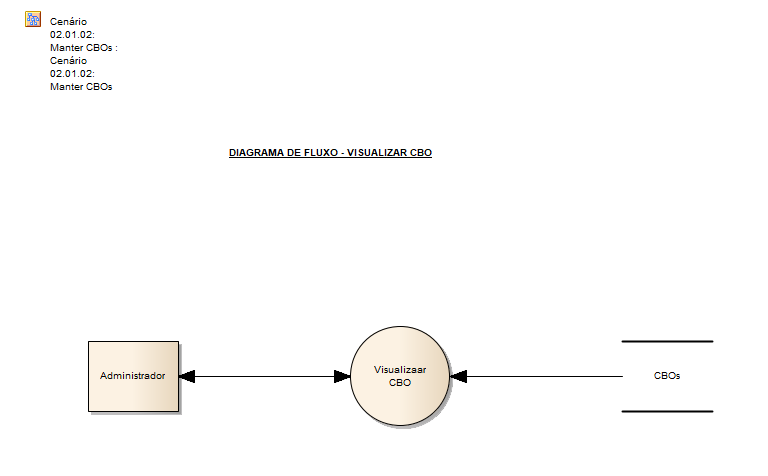 Cenário
02.01.02:
Manter CBOs :
Cenário
02.01.02:
Manter CBOs
DIAGRAMA DE FLUXO - VISUALIZAR CBO
Administrador
Visualizaar
CBO
CBOs